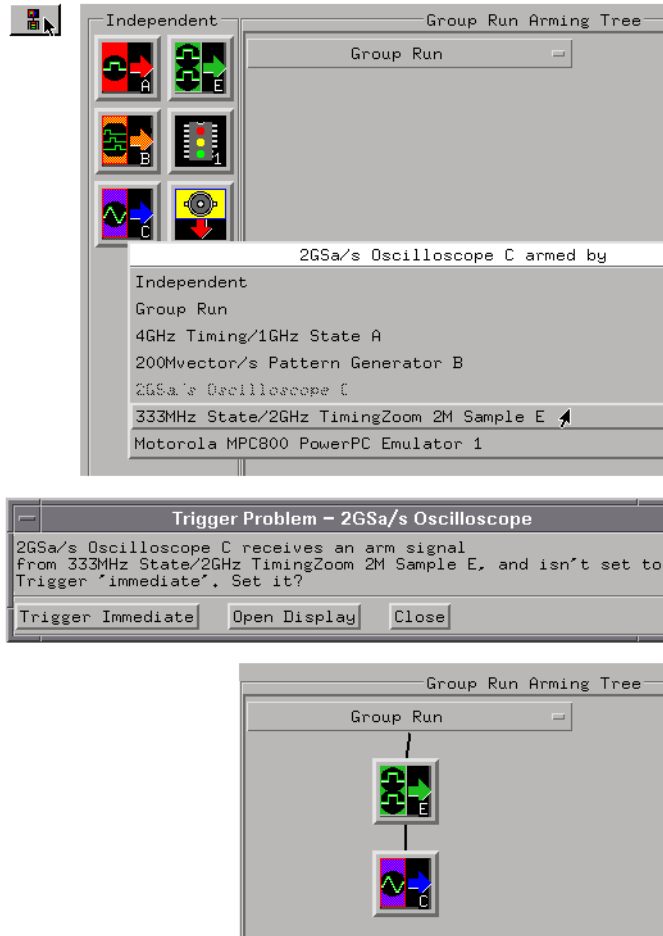 Independent
Group Run Arming Tree
Group Run
A
E
B
1
C
2GSa/s Oscilloscope C armed by
Independent
Group Run
4GHz Timing/1GHz State A
200Mvector/s Pattern Generator B
2GSa/s Oscilloscope C
333MHz State/2GHz TimingZoom 2M Sample E
Motorola MPC800 PowerPC Emulator 1
Trigger Problem – 2GSa/s Oscilloscope
2GSa/s Oscilloscope C receives an arm signal
from 333MHz State/2GHz TimingZoom 2M Sample E, and isn't set to
Trigger 'immediate'. Set it?
Trigger Immediate Open Display Close
Group Run Arming Tree
Group Run
E
C